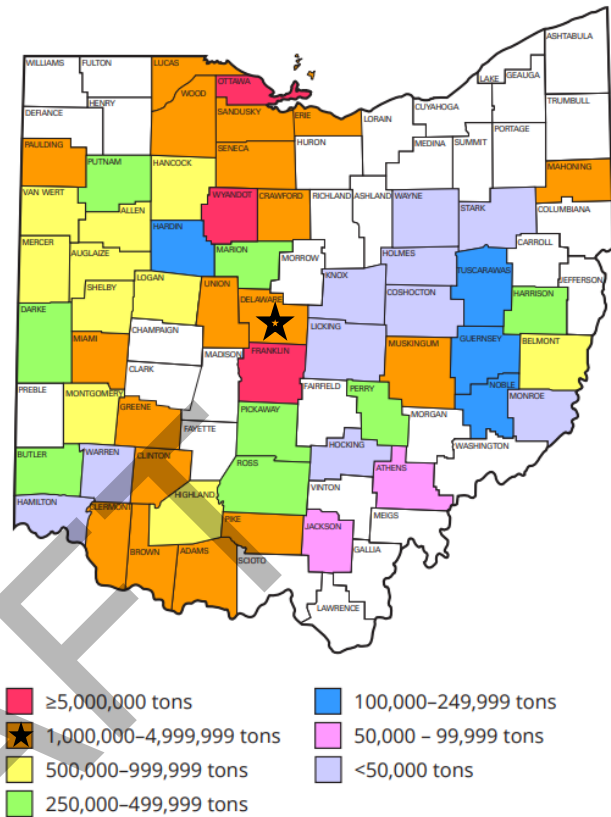 ASHTABULA
WILLIAMS FULTON LUCAS
LAKE GEAUGA
OTTAWA
WOOD
HENRY
DEFIANCE SANDUSKY ERIE LORAIN CUYAHOGA TRUMBULL
PORTAGE
PAULDING SENECA HURON MEDINA SUMMIT
PUTNAM HANCOCK MAHONING
VAN WERT WYANDOT CRAWFORD RICHLAND ASHLAND WAYNE
ALLEN STARK COLUMBIANA
HARDIN
MERCER CARROLL
AUGLAIZE MARION MORROW HOLMES
TUSCARAWAS
LOGAN KNOX JEFFERSON
SHELBY UNION COSHOCTON HARRISON
DELAWARE
DARKE
CHAMPAIGN LICKING
MIAMI GUERNSEY BELMONT
MADISON FRANKLIN MUSKINGUM
CLARK
NOBLE
PREBLE MONTGOMERY FAIRFIELD PERRY MONROE
GREENE PICKAWAY MORGAN
FAYETTE
HOCKING WASHINGTON
BUTLER WARREN CLINTON
ROSS ATHENS
VINTON
HAMILTON HIGHLAND
CLERMONT MEIGS
PIKE JACKSON
BROWN ADAMS GALLIA
SCIOTO
LAWRENCE
≥5,000,000 tons
1,000,000–4,999,999 tons
500,000–999,999 tons
250,000–499,999 tons
100,000–249,999 tons
50,000 – 99,999 tons
<50,000 tons